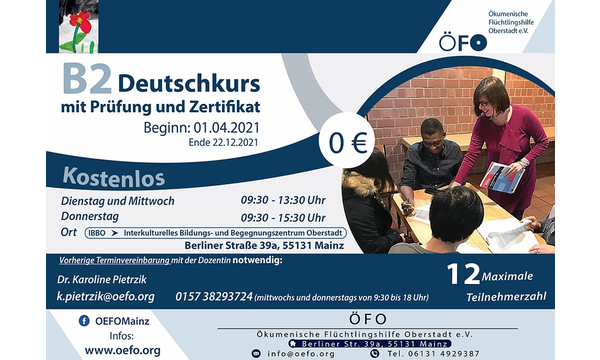 ÖFO
Ökumenische
Flüchtlingshilfe
Oberstadt e.V.
B2 Deutschkurs
mit Prüfung und Zertifikat
Beginn: 01.04.2021
Ende 22.12.2021
0 €
Kostenlos
Dienstag und Mittwoch 09:30 - 13:30 Uhr
Donnerstag 09:30 - 15:30 Uhr
Ort IBBO Interkulturelles Bildungs- und Begegnungszentrum Oberstadt
Berliner Straße 39a, 55131 Mainz
Vorherige Terminvereinbarung mit der Dozentin notwendig:
Dr. Karoline Pietrzik
k.pietrzik@oefo.org 0157 38293724 (mittwochs und donnerstags von 9:30 bis 18 Uhr)
12 Maximale
Teilnehmerzahl
OEFOMainz
Infos:
www.oefo.org
ÖFO
Ökumenische Flüchtlingshilfe Oberstadt e.V.
Berliner Str. 39a, 55131 Mainz
info@oefo.org Tel. 06131 4929387